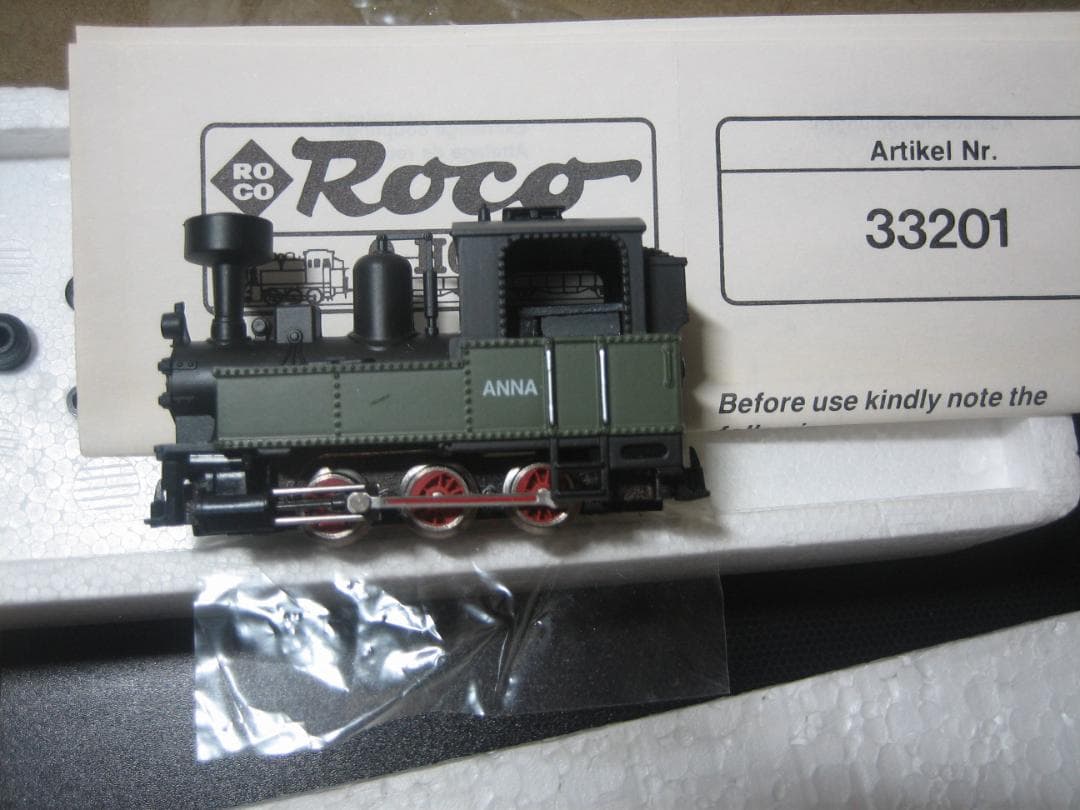 RO
CO
Roco
Artikel Nr.
33201
ANNA
Before use kindly note the